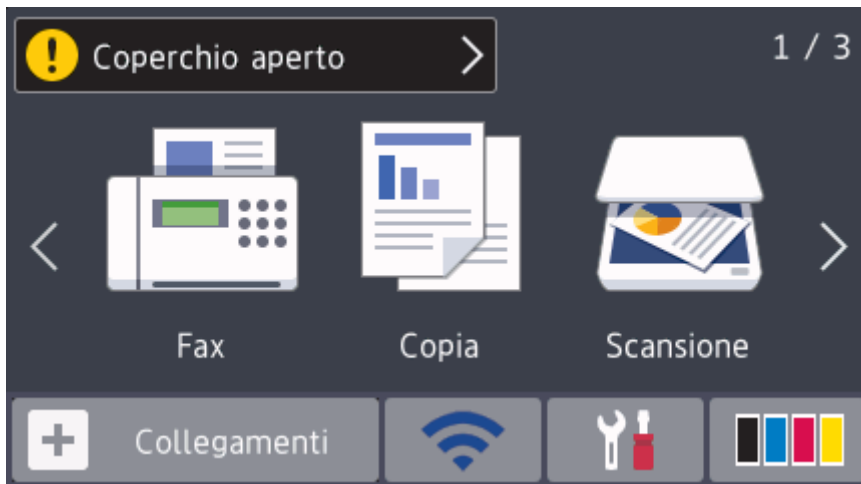 Coperchio aperto
1 / 3
Fax
Copia
Scansione
Collegamenti